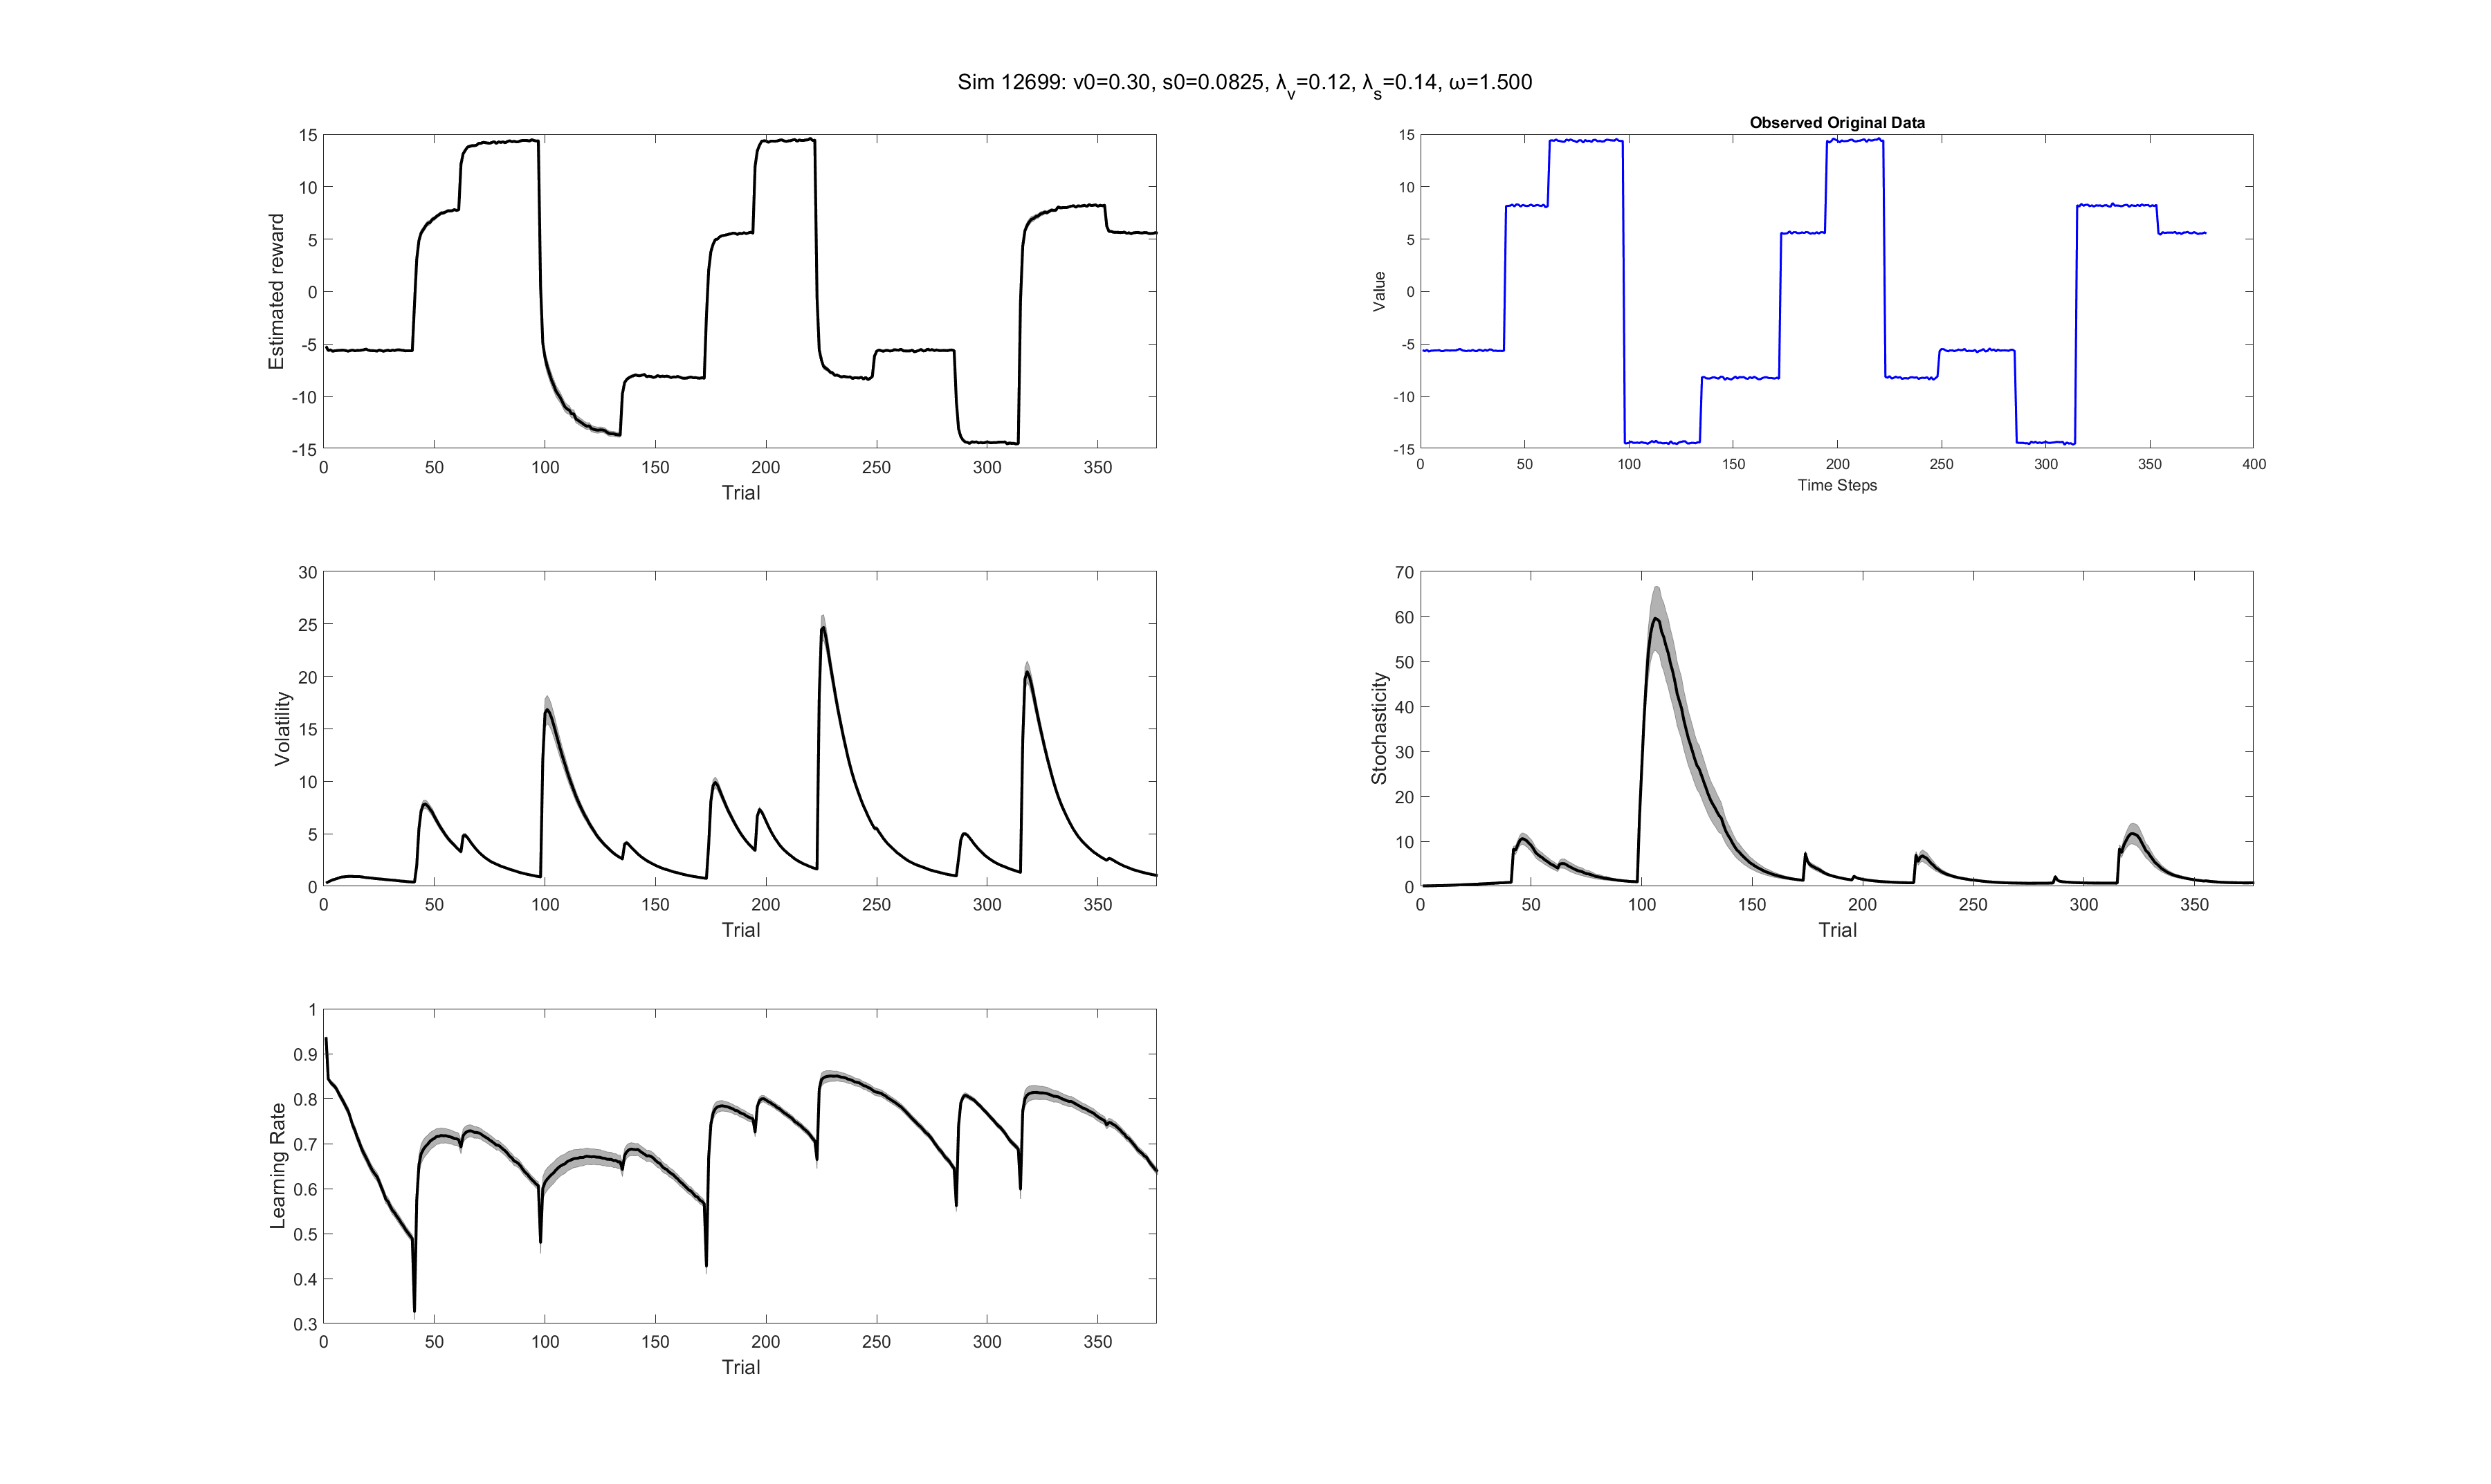 Sim 12699: v0=0.30, s0=0.0825, λv=0.12, λs=0.14, ω=1.500
15
10
5
0
-5
-10
-15
Estimated reward
0 50 100 150 200 250 300 350
Trial
Observed Original Data
15
10
5
0
-5
-10
-15
Value
0 50 100 150 200 250 300 350 400
Time Steps
30
25
20
15
10
5
0
Volatility
0 50 100 150 200 250 300 350
Trial
70
60
50
40
30
20
10
0
Stochasticity
0 50 100 150 200 250 300 350
Trial
1
0.9
0.8
0.7
0.6
0.5
0.4
0.3
Learning Rate
0 50 100 150 200 250 300 350
Trial